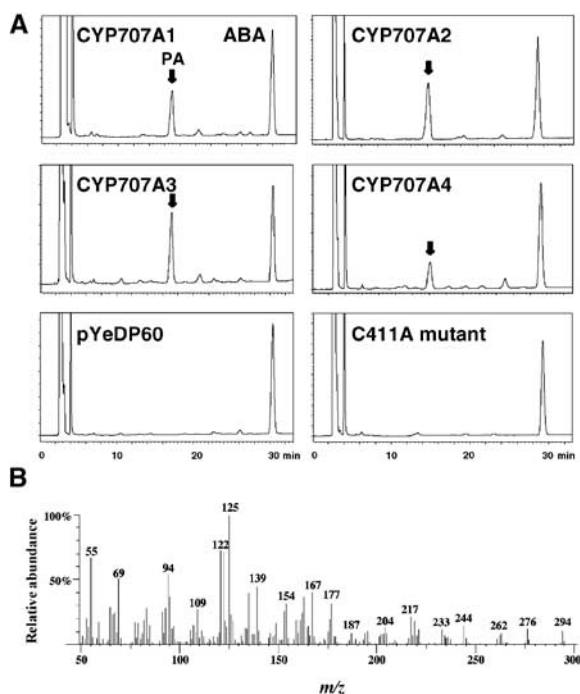 A
CYP707A1
PA
ABA
CYP707A2
CYP707A3
CYP707A4
pYeDP60
C411A mutant
0 10 20 30 min
0 10 20 30 min
B
Relative abundance
100%
50%
55
69
94
109
122
125
139
154
167
177
187
204
217
233
244
262
276
294
50 100 150 200 250 300
m/z